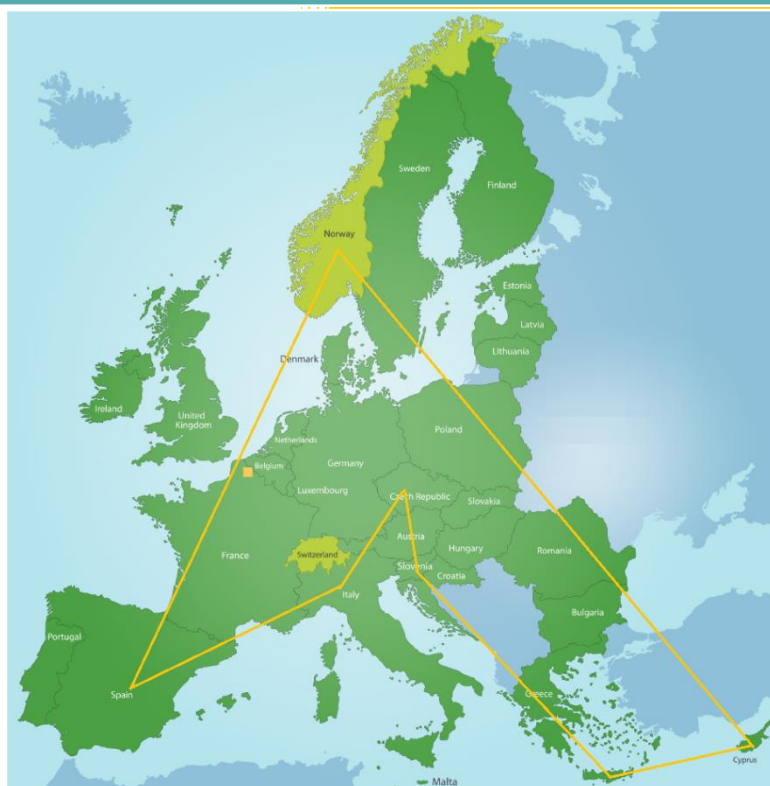 Sweden
Finland
Norway
Estonia
Latvia
Lithuania
Denmark
Ireland
United
Kingdom
Netherlands
Poland
Belgium
Germany
Luxembourg
Czech Republic
Slovakia
Austria
France
Switzerland
Hungary
Romania
Slovenia
Croatia
Italy
Bulgaria
Portugal
Spain
Greece
Cyprus
Malta